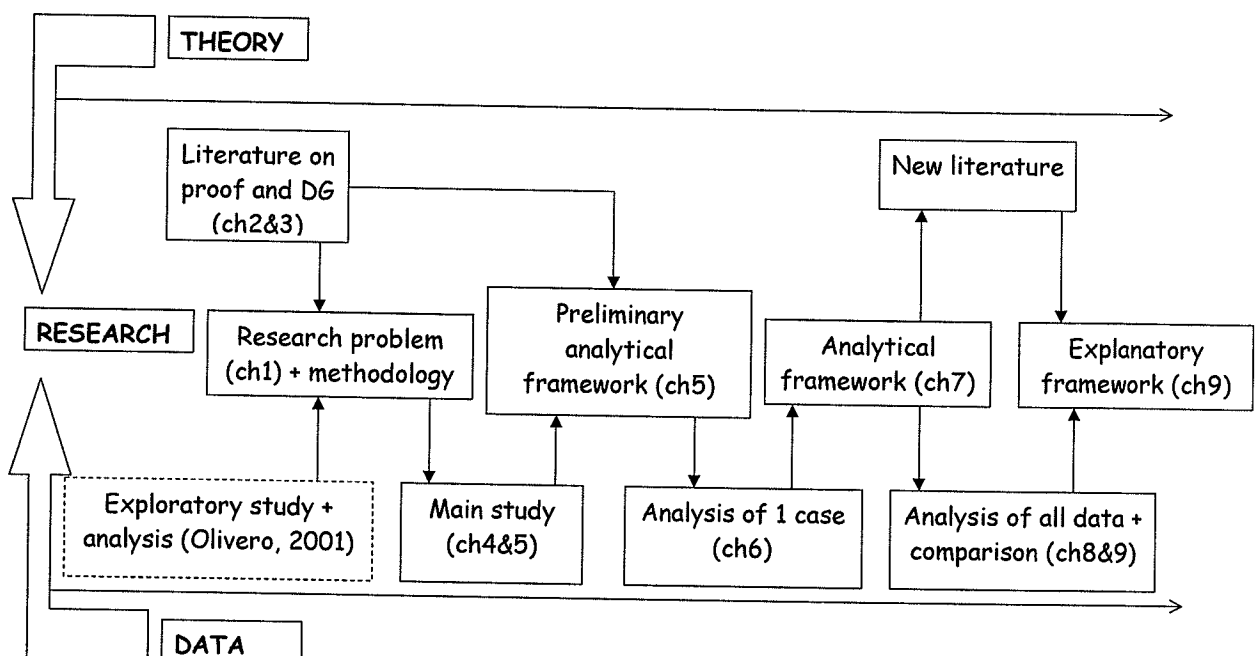 THEORY
Literature on
proof and DG
(ch2&3)
New literature
RESEARCH
Research problem
(ch1) + methodology
Preliminary
analytical
framework (ch5)
Analytical
framework (ch7)
Explanatory
framework (ch9)
Exploratory study +
analysis (Olivero, 2001)
Main study
(ch4&5)
Analysis of 1 case
(ch6)
Analysis of all data +
comparison (ch8&9)
DATA